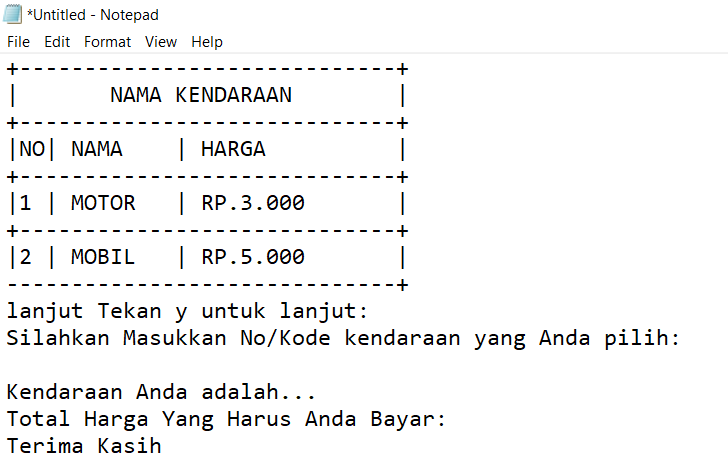 *Untitled - Notepad
File Edit Format View Help
+-----------------------------+
|       NAMA KENDARAAN        |
+-----------------------------+
|NO| NAMA    | HARGA          |
+-----------------------------+
|1 | MOTOR   | RP.3.000       |
+-----------------------------+
|2 | MOBIL   | RP.5.000       |
------------------------------+
lanjut Tekan y untuk lanjut:
Silahkan Masukkan No/Kode kendaraan yang Anda pilih:
Kendaraan Anda adalah...
Total Harga Yang Harus Anda Bayar:
Terima Kasih